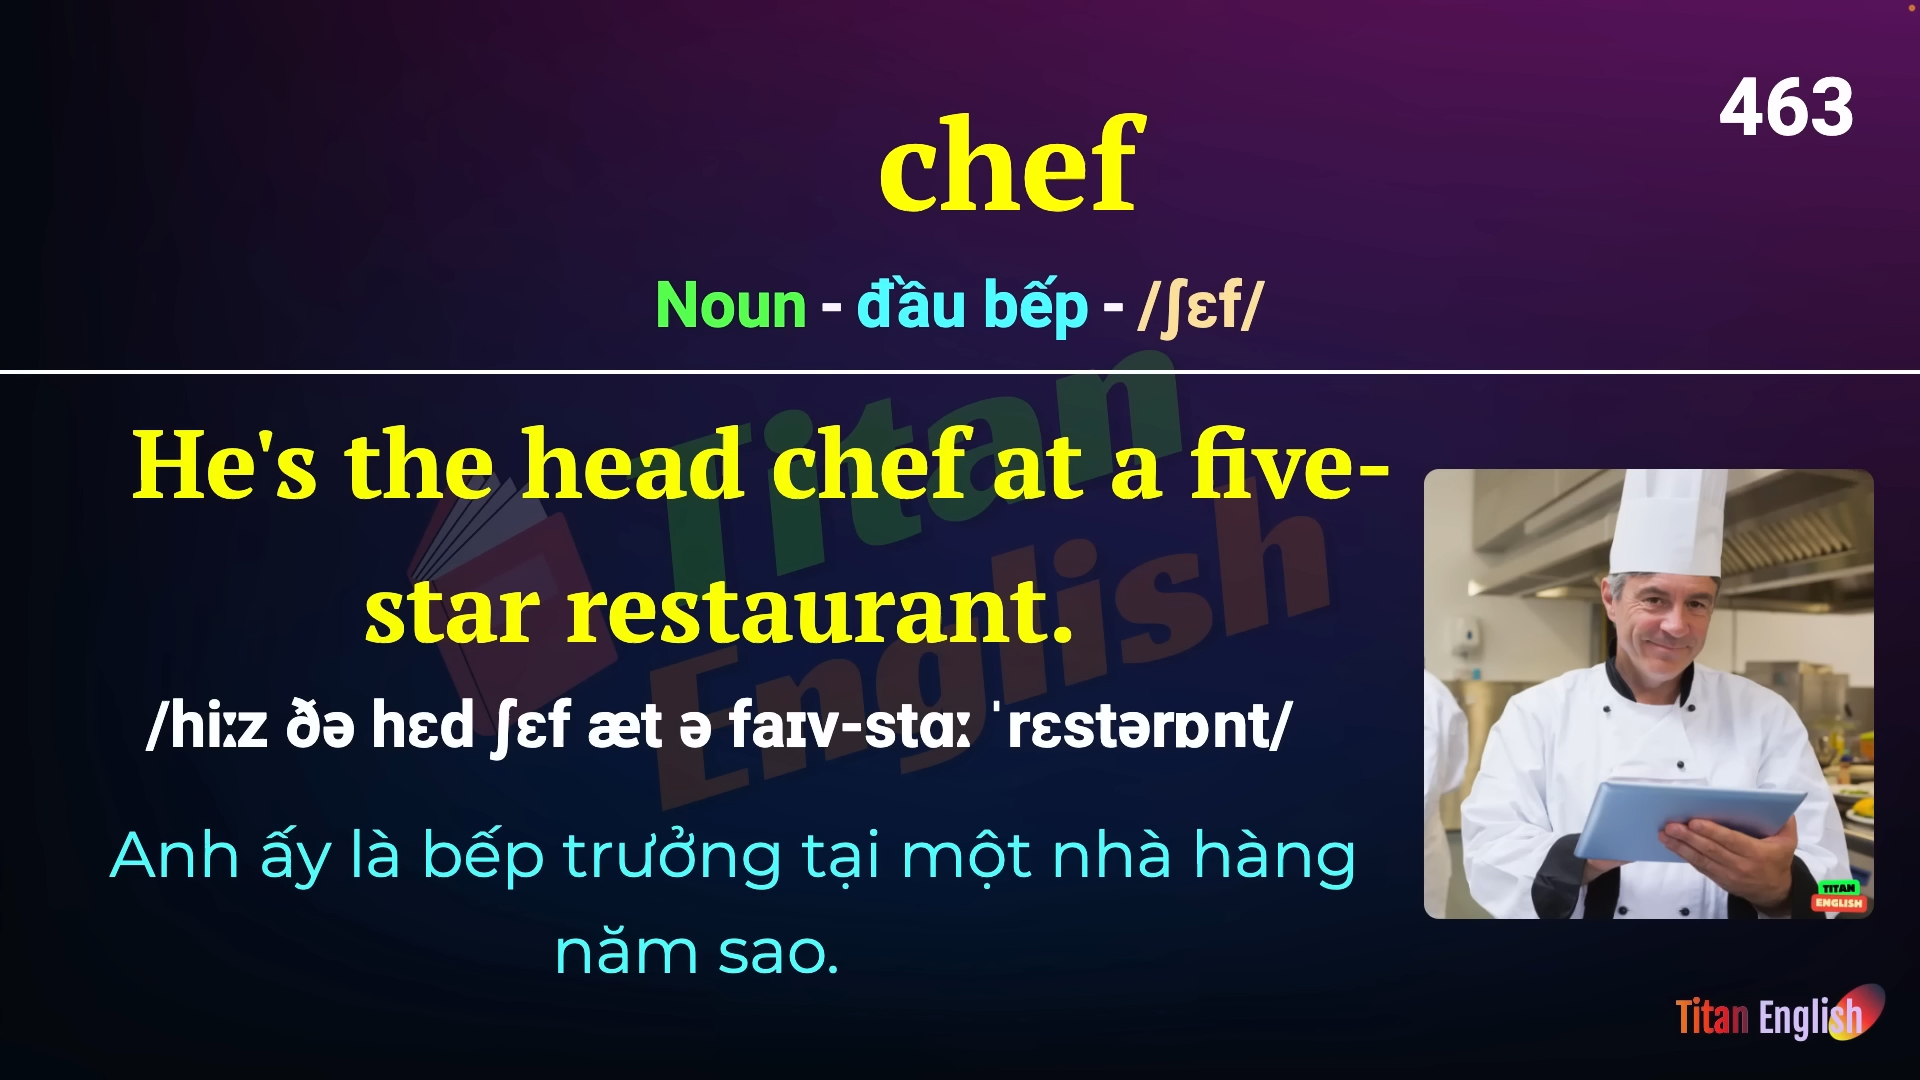 463
chef
Noun - đầu bếp - /ʃɛf/
He's the head chef at a five-
star restaurant.
/hiːz ðə hɛd ʃɛf æt ə faɪv-stɑː ˈrɛstərɒnt/
Anh ấy là bếp trưởng tại một nhà hàng
năm sao.
Titan
English
TITAN
ENGLISH
Titan English